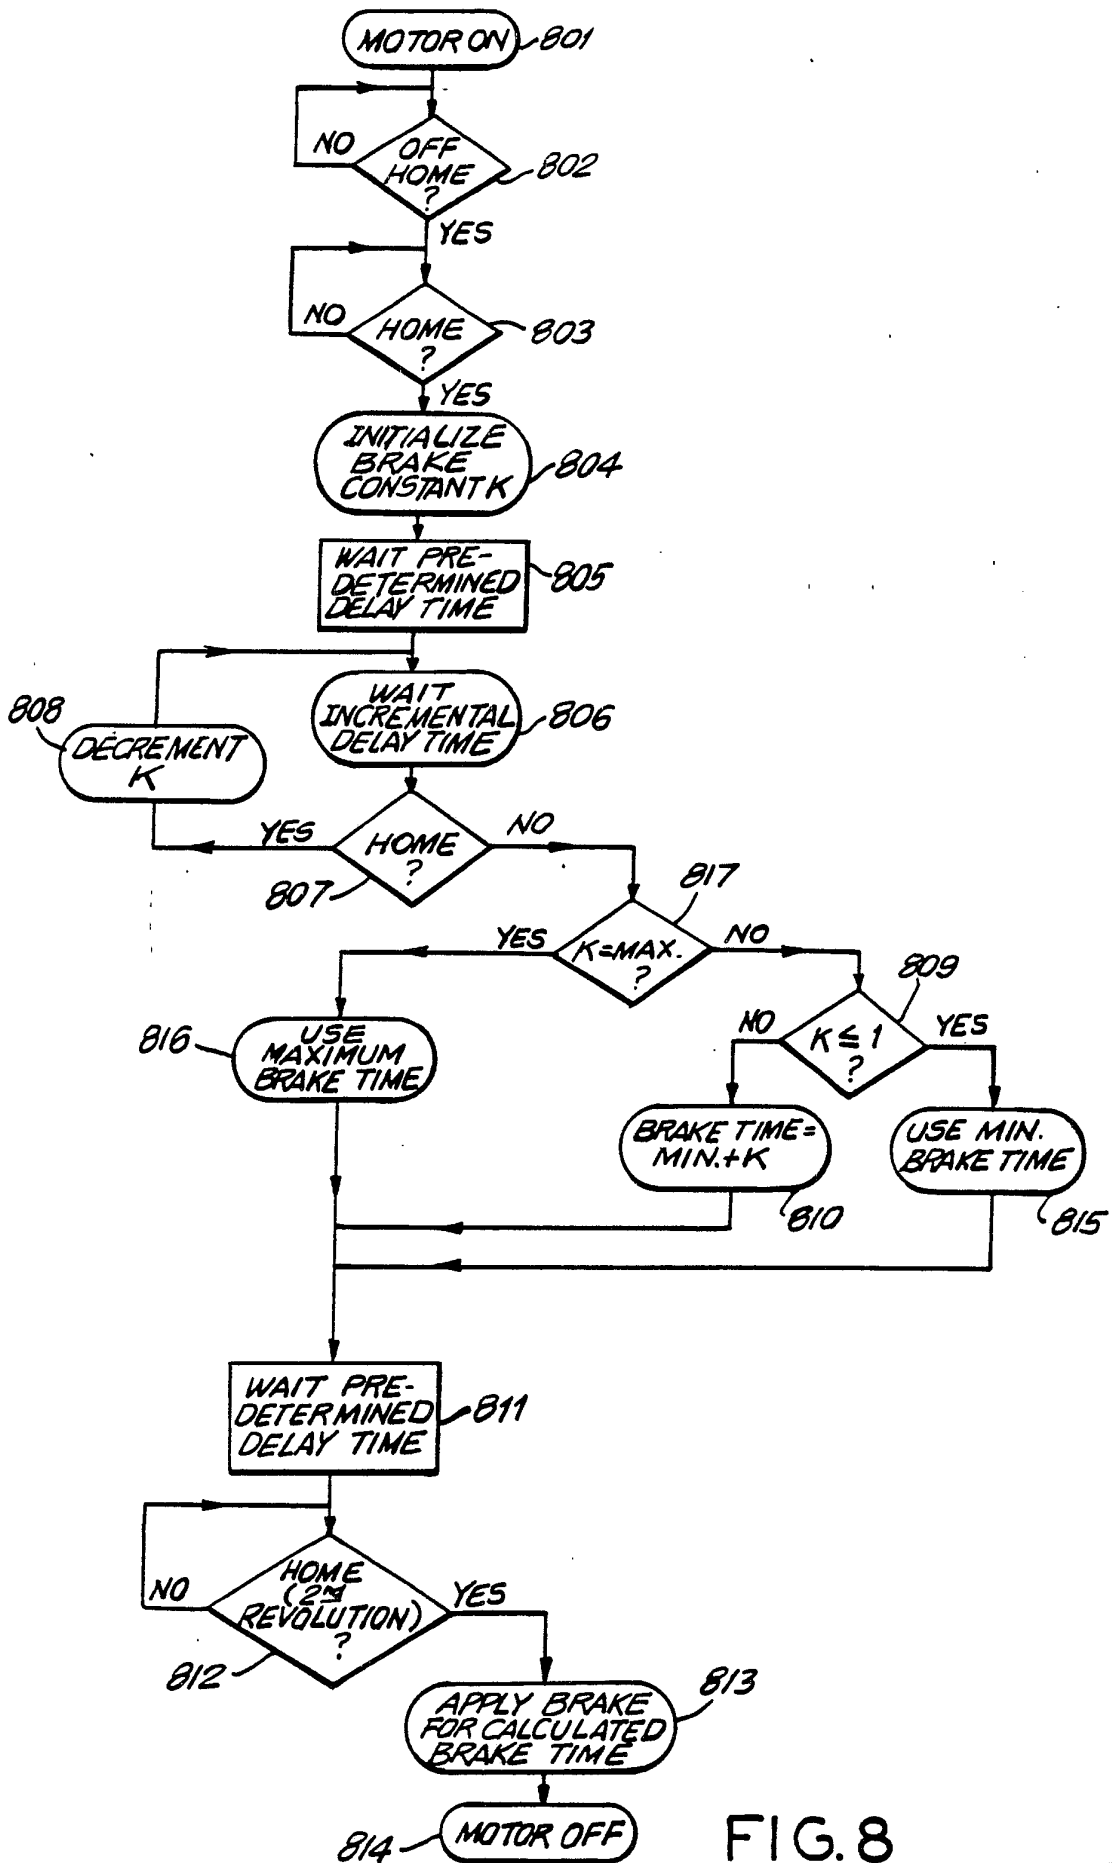 MOTOR ON
801
NO
OFF
HOME
?
802
YES
NO
HOME
?
803
YES
INITIALIZE
BRAKE
CONSTANT K
804
WAIT PRE-
DETERMINED
DELAY TIME
805
808
DECREMENT
K
WAIT
INCREMENTAL
DELAY TIME
806
YES
HOME
?
NO
807
817
YES
K=MAX.
?
NO
809
816
USE
MAXIMUM
BRAKE TIME
NO
K ≦ 1
?
YES
BRAKE TIME=
MIN.+K
810
USE MIN.
BRAKE TIME
815
WAIT PRE-
DETERMINED
DELAY TIME
811
NO
HOME
(2ND
REVOLUTION)
?
YES
812
813
APPLY BRAKE
FOR CALCULATED
BRAKE TIME
814
MOTOR OFF
FIG. 8